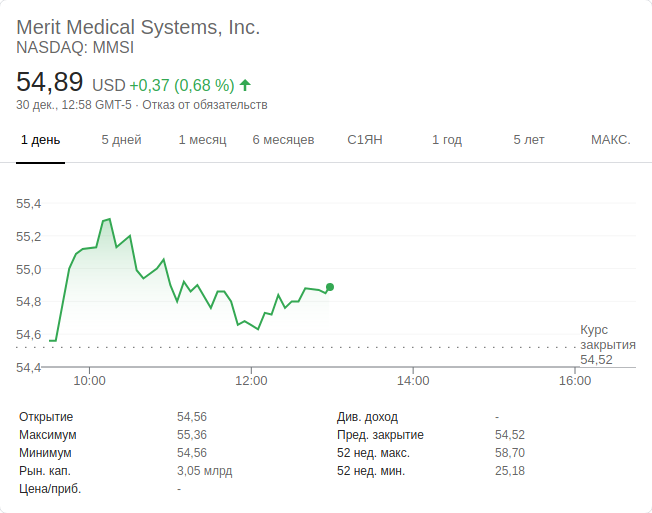 Merit Medical Systems, Inc.
NASDAQ: MMSI
54,89 USD +0,37 (0,68 %)
30 дек., 12:58 GMT-5 · Отказ от обязательств
1 день 5 дней 1 месяц 6 месяцев С1ЯН 1 год 5 лет МАКС.
55,4
55,2
55,0
54,8
54,6
54,4
Курс
закрытия
54,52
10:00 12:00 14:00 16:00
Открытие 54,56 Див. доход -
Максимум 55,36 Пред. закрытие 54,52
Минимум 54,56 52 нед. макс. 58,70
Рын. кап. 3,05 млрд 52 нед. мин. 25,18
Цена/приб. -